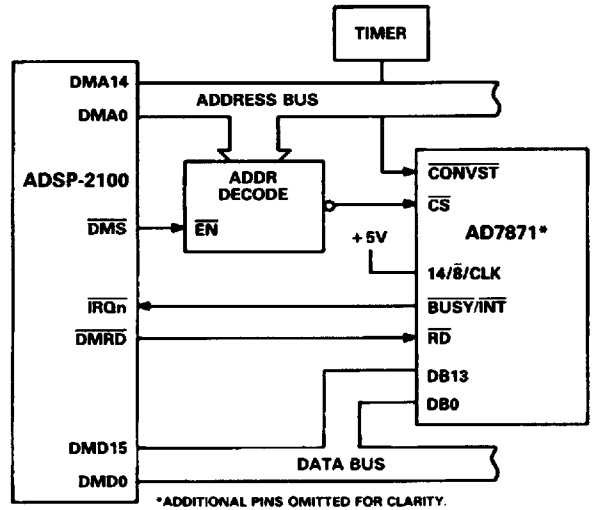 TIMER
DMA14
ADDRESS BUS
DMA0
ADSP-2100
ADDR
DECODE
CONVST
CS
AD7871*
DMS
EN
+5V
14/8/CLK
IRQn
BUSY/INT
DMRD
RD
DB13
DB0
DMD15
DATA BUS
DMD0
*ADDITIONAL PINS OMITTED FOR CLARITY.